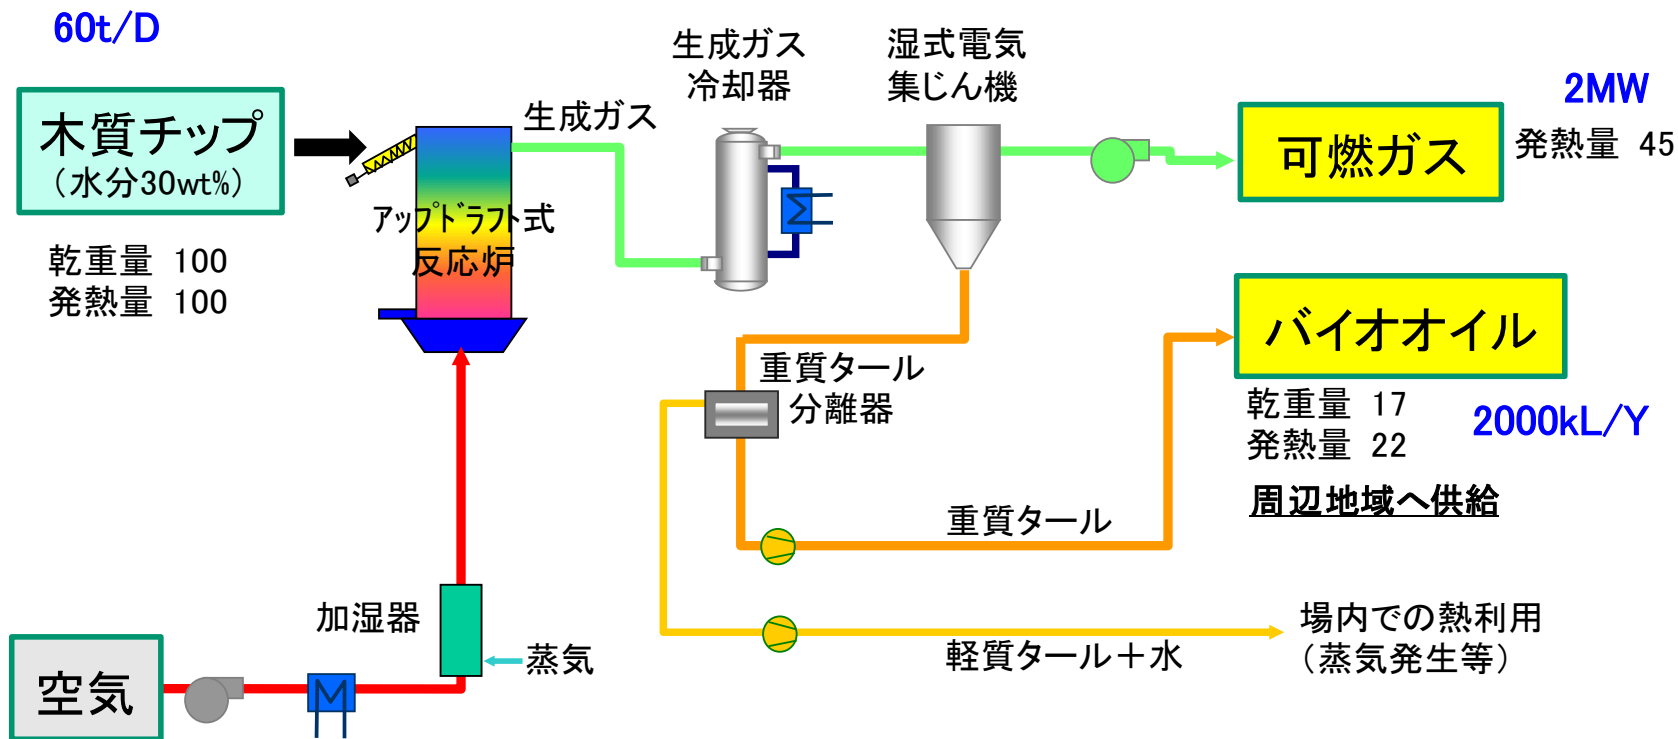 60t/D
木質チップ
（水分30wt%）
乾重量 100
発熱量 100
生成ガス
アップドラフト式
反応炉
生成ガス
冷却器
湿式電気
集じん機
2MW
可燃ガス
発熱量 45
バイオオイル
乾重量 17
発熱量 22
2000kL/Y
周辺地域へ供給
重質タール
分離器
重質タール
軽質タール＋水
場内での熱利用
（蒸気発生等）
加湿器
蒸気
空気